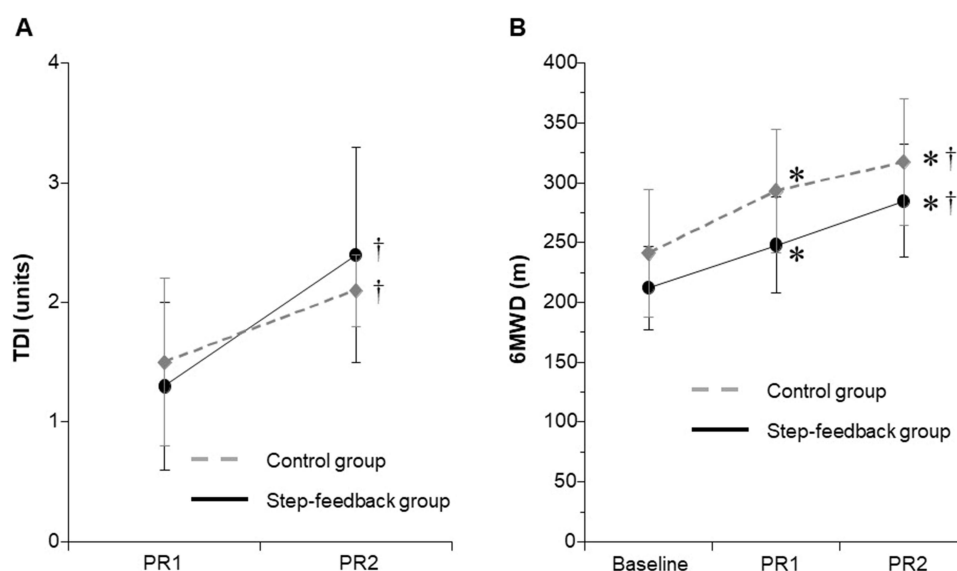 A
TDI (units)
4
3
2
1
0
PR1
PR2
†
†
Control group
Step-feedback group
B
6MWD (m)
400
350
300
250
200
150
100
50
0
Baseline
PR1
PR2
*
*
* †
* †
Control group
Step-feedback group